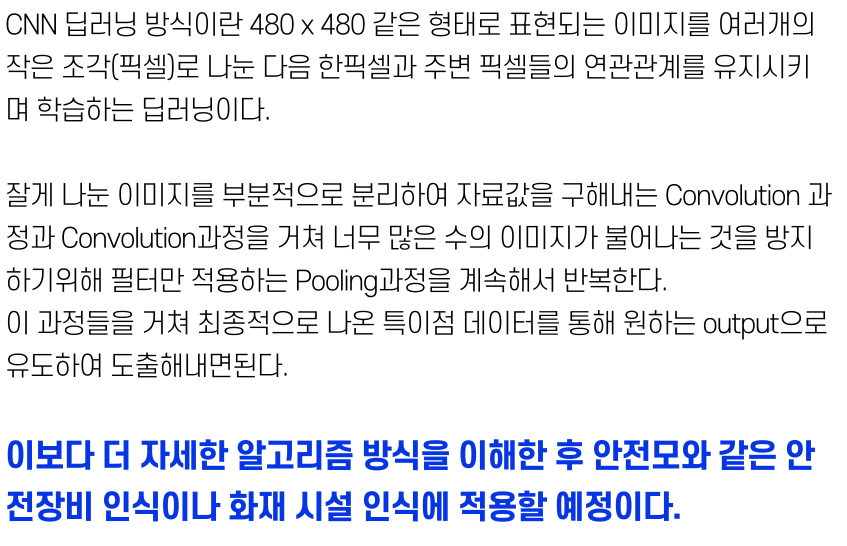 CNN 딥러닝 방식이란 480 x 480 같은 형태로 표현되는 이미지를 여러개의
작은 조각(픽셀)로 나눈 다음 한픽셀과 주변 픽셀들의 연관관계를 유지시키
며 학습하는 딥러닝이다.
잘게 나눈 이미지를 부분적으로 분리하여 자료값을 구해내는 Convolution 과
정과 Convolution과정을 거쳐 너무 많은 수의 이미지가 불어나는 것을 방지
하기위해 필터만 적용하는 Pooling과정을 계속해서 반복한다.
이 과정들을 거쳐 최종적으로 나온 특이점 데이터를 통해 원하는 output으로
유도하여 도출해내면된다.
이보다 더 자세한 알고리즘 방식을 이해한 후 안전모와 같은 안
전장비 인식이나 화재 시설 인식에 적용할 예정이다.